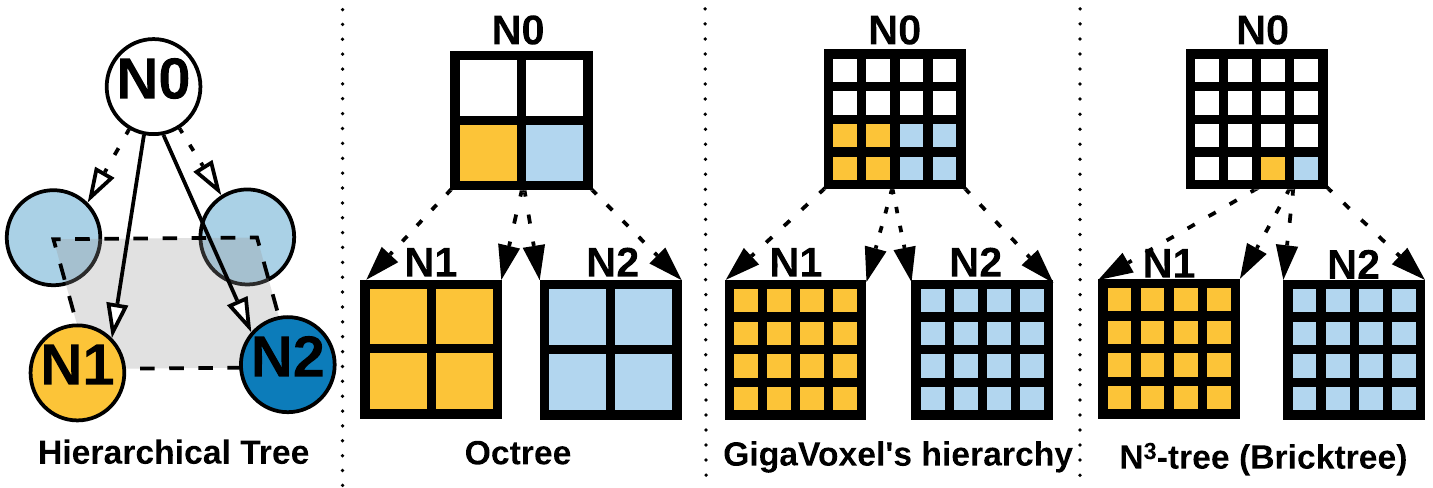 N0
N1
N2
Hierarchical Tree
N0
N1
N2
Octree
N0
N1
N2
GigaVoxel's hierarchy
N0
N1
N2
N³-tree (Bricktree)